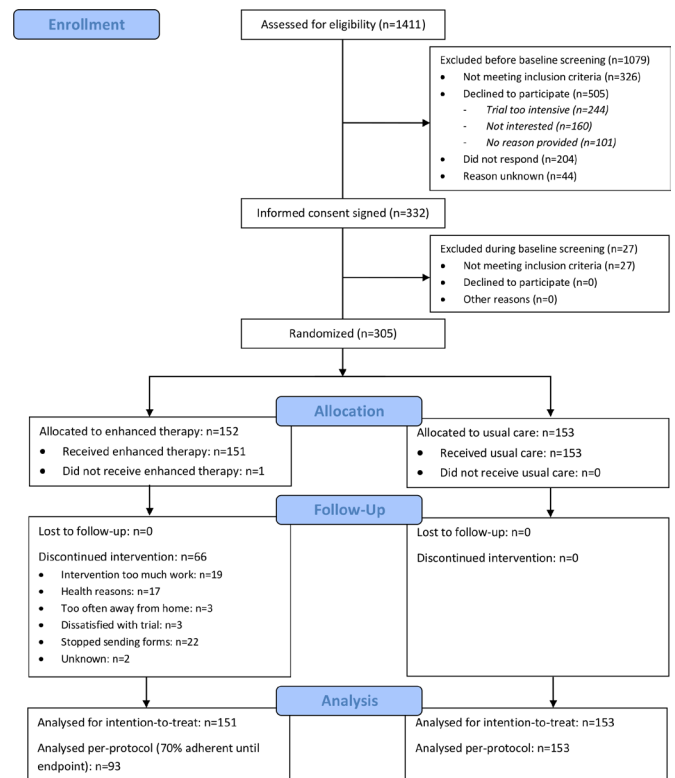 Enrollment
Assessed for eligibility (n=1411)
Excluded before baseline screening (n=1079)
• Not meeting inclusion criteria (n=326)
• Declined to participate (n=505)
- Trial too intensive (n=244)
- Not interested (n=160)
- No reason provided (n=101)
• Did not respond (n=204)
• Reason unknown (n=44)
Informed consent signed (n=332)
Excluded during baseline screening (n=27)
• Not meeting inclusion criteria (n=27)
• Declined to participate (n=0)
• Other reasons (n=0)
Randomized (n=305)
Allocation
Allocated to enhanced therapy: n=152
• Received enhanced therapy: n=151
• Did not receive enhanced therapy: n=1
Allocated to usual care: n=153
• Received usual care: n=153
• Did not receive usual care: n=0
Follow-Up
Lost to follow-up: n=0
Discontinued intervention: n=66
• Intervention too much work: n=19
• Health reasons: n=17
• Too often away from home: n=3
• Dissatisfied with trial: n=3
• Stopped sending forms: n=22
• Unknown: n=2
Lost to follow-up: n=0
Discontinued intervention: n=0
Analysis
Analysed for intention-to-treat: n=151
Analysed per-protocol (70% adherent until
endpoint): n=93
Analysed for intention-to-treat: n=153
Analysed per-protocol: n=153